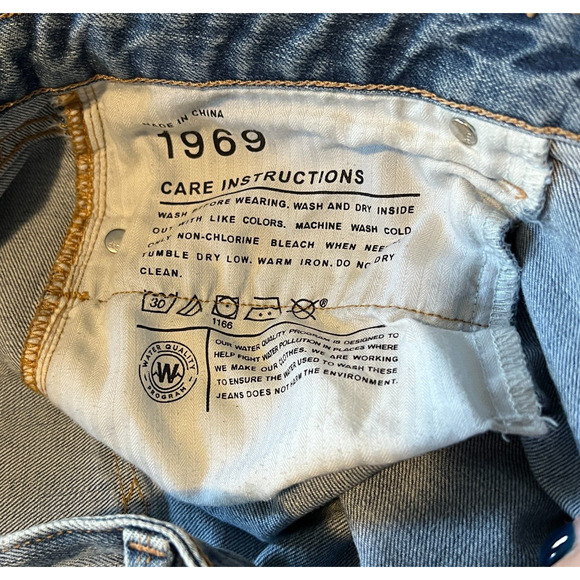 MADE IN CHINA
1969
CARE INSTRUCTIONS
WASH BEFORE WEARING. WASH AND DRY INSIDE
OUT WITH LIKE COLORS. MACHINE WASH COLD
ONLY NON-CHLORINE BLEACH WHEN NEEDED
TUMBLE DRY LOW. WARM IRON. DO NOT DRY
CLEAN.
30
®
1166
WATER QUALITY
W
PROGRAM
OUR WATER QUALITY PROGRAM IS DESIGNED TO
HELP FIGHT WATER POLLUTION IN PLACES WHERE
WE MAKE OUR CLOTHES. WE ARE WORKING
TO ENSURE THE WATER USED TO WASH THESE
JEANS DOES NOT HARM THE ENVIRONMENT.